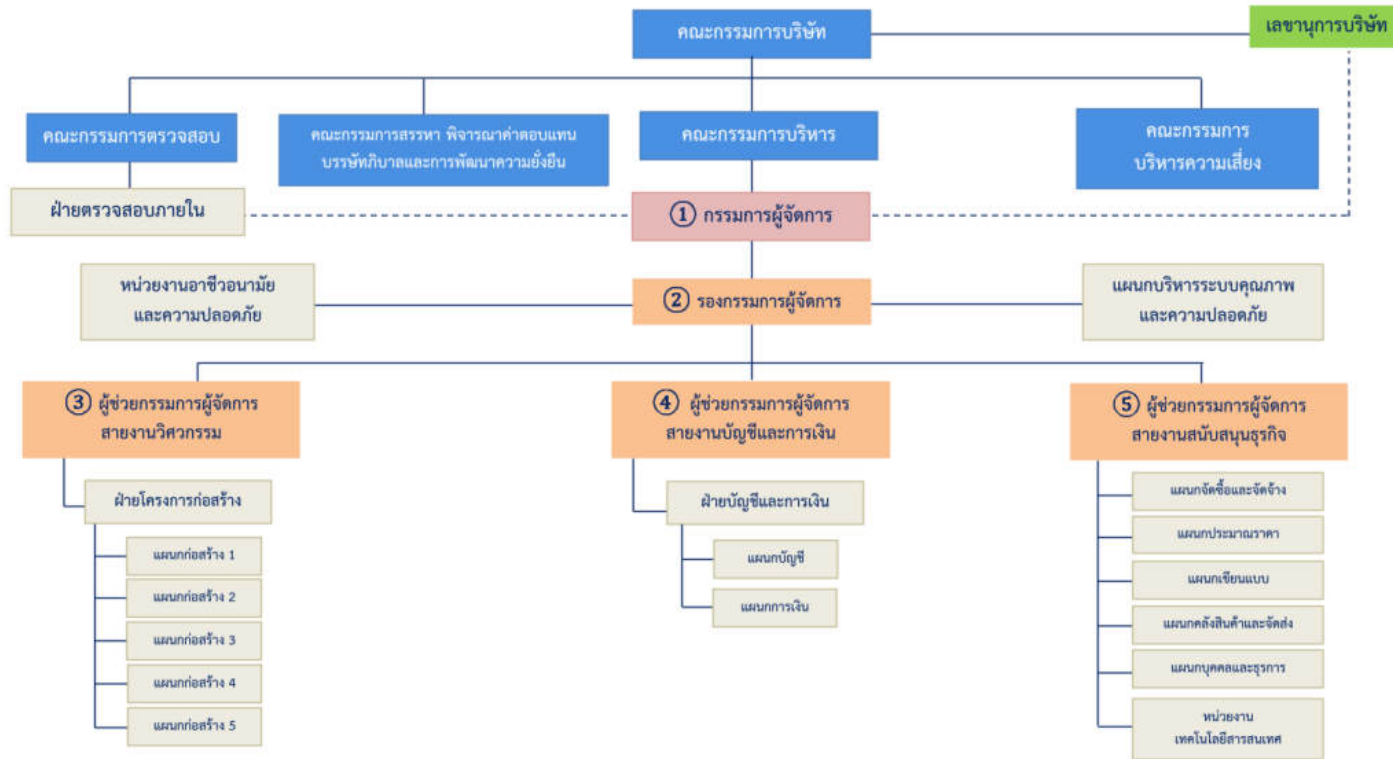 คณะกรรมการบริษัท
เลขานุการบริษัท
คณะกรรมการตรวจสอบ
คณะกรรมการสรรหา พิจารณาค่าตอบแทน
บรรษัทภิบาลและการพัฒนาความยั่งยืน
คณะกรรมการบริหาร
คณะกรรมการ
บริหารความเสี่ยง
ฝ่ายตรวจสอบภายใน
① กรรมการผู้จัดการ
หน่วยงานอาชีวอนามัย
และความปลอดภัย
② รองกรรมการผู้จัดการ
แผนกบริหารระบบคุณภาพ
และความปลอดภัย
③ ผู้ช่วยกรรมการผู้จัดการ
สายงานวิศวกรรม
④ ผู้ช่วยกรรมการผู้จัดการ
สายงานบัญชีและการเงิน
⑤ ผู้ช่วยกรรมการผู้จัดการ
สายงานสนับสนุนธุรกิจ
ฝ่ายโครงการก่อสร้าง
แผนกก่อสร้าง 1
แผนกก่อสร้าง 2
แผนกก่อสร้าง 3
แผนกก่อสร้าง 4
แผนกก่อสร้าง 5
ฝ่ายบัญชีและการเงิน
แผนกบัญชี
แผนกการเงิน
แผนกจัดซื้อและจัดจ้าง
แผนกประมาณราคา
แผนกเขียนแบบ
แผนกคลังสินค้าและจัดส่ง
แผนกบุคคลและธุรการ
หน่วยงาน
เทคโนโลยีสารสนเทศ